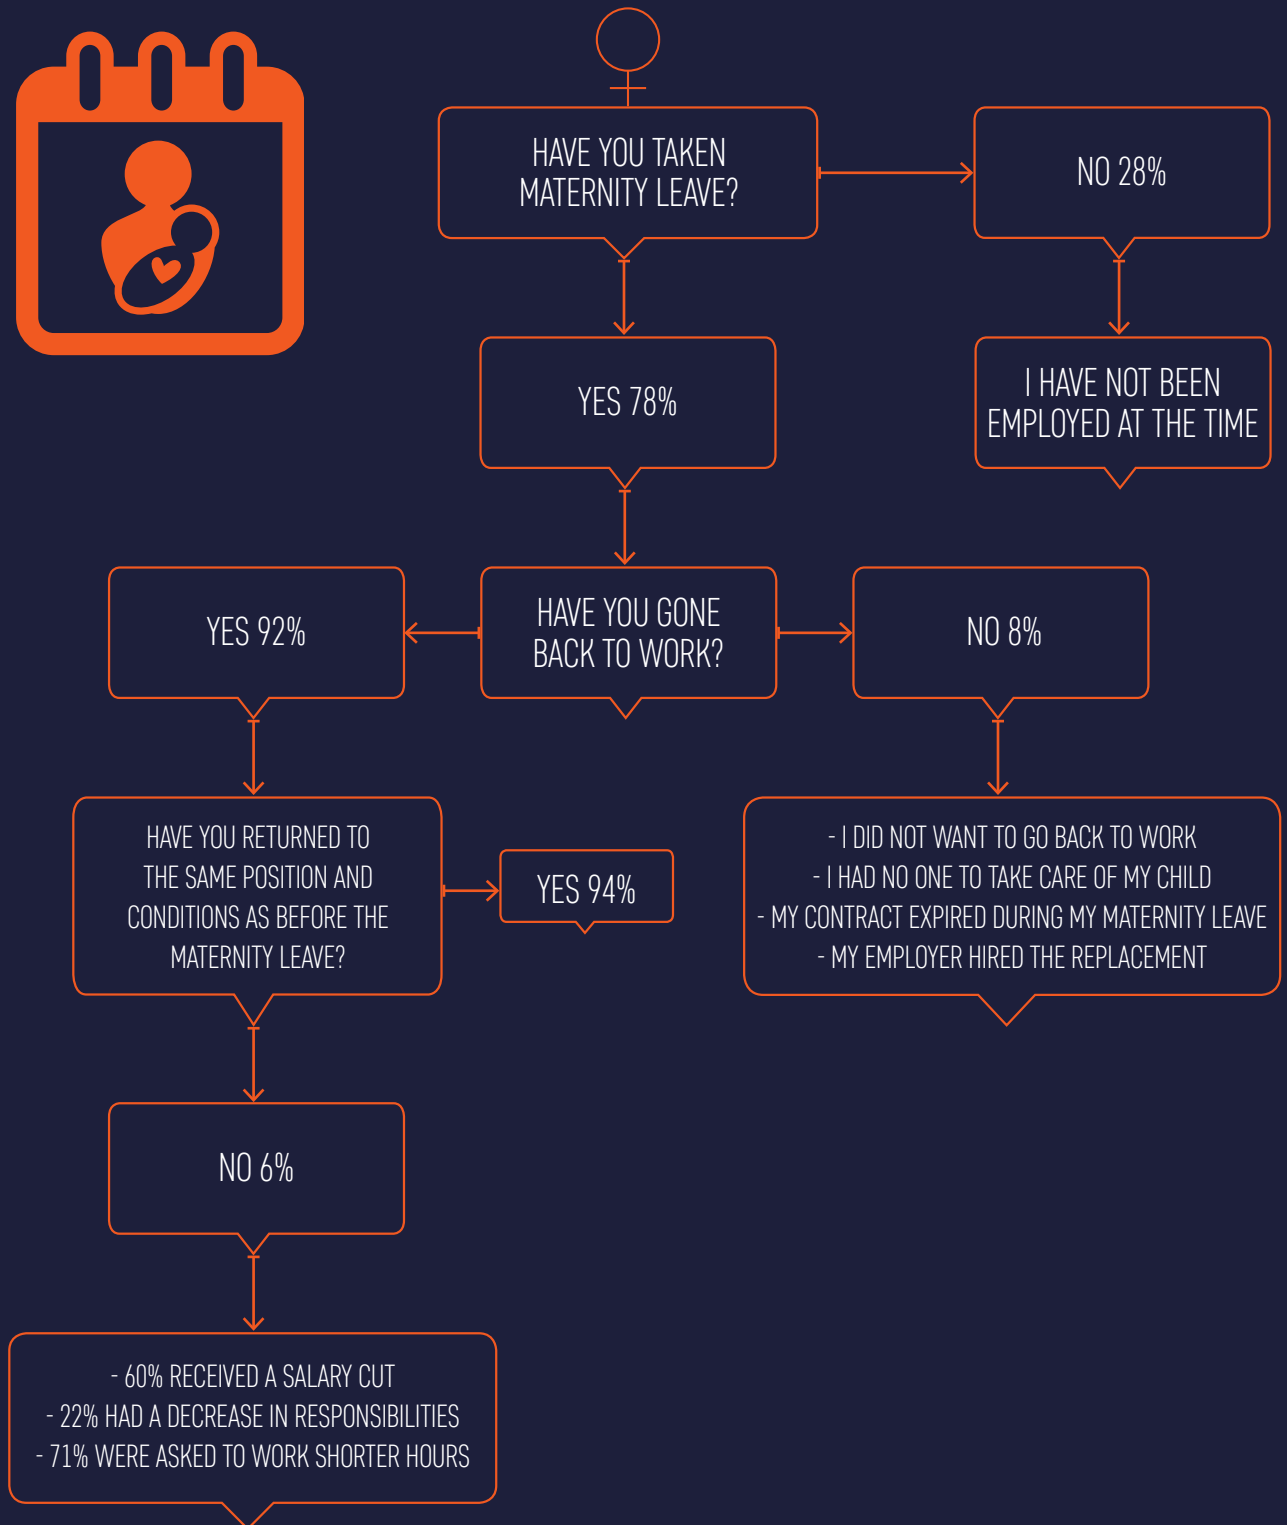 HAVE YOU TAKEN
MATERNITY LEAVE?
NO 28%
YES 78%
I HAVE NOT BEEN
EMPLOYED AT THE TIME
YES 92%
HAVE YOU GONE
BACK TO WORK?
NO 8%
HAVE YOU RETURNED TO
THE SAME POSITION AND
CONDITIONS AS BEFORE THE
MATERNITY LEAVE?
YES 94%
- I DID NOT WANT TO GO BACK TO WORK
- I HAD NO ONE TO TAKE CARE OF MY CHILD
- MY CONTRACT EXPIRED DURING MY MATERNITY LEAVE
- MY EMPLOYER HIRED THE REPLACEMENT
NO 6%
- 60% RECEIVED A SALARY CUT
- 22% HAD A DECREASE IN RESPONSIBILITIES
- 71% WERE ASKED TO WORK SHORTER HOURS